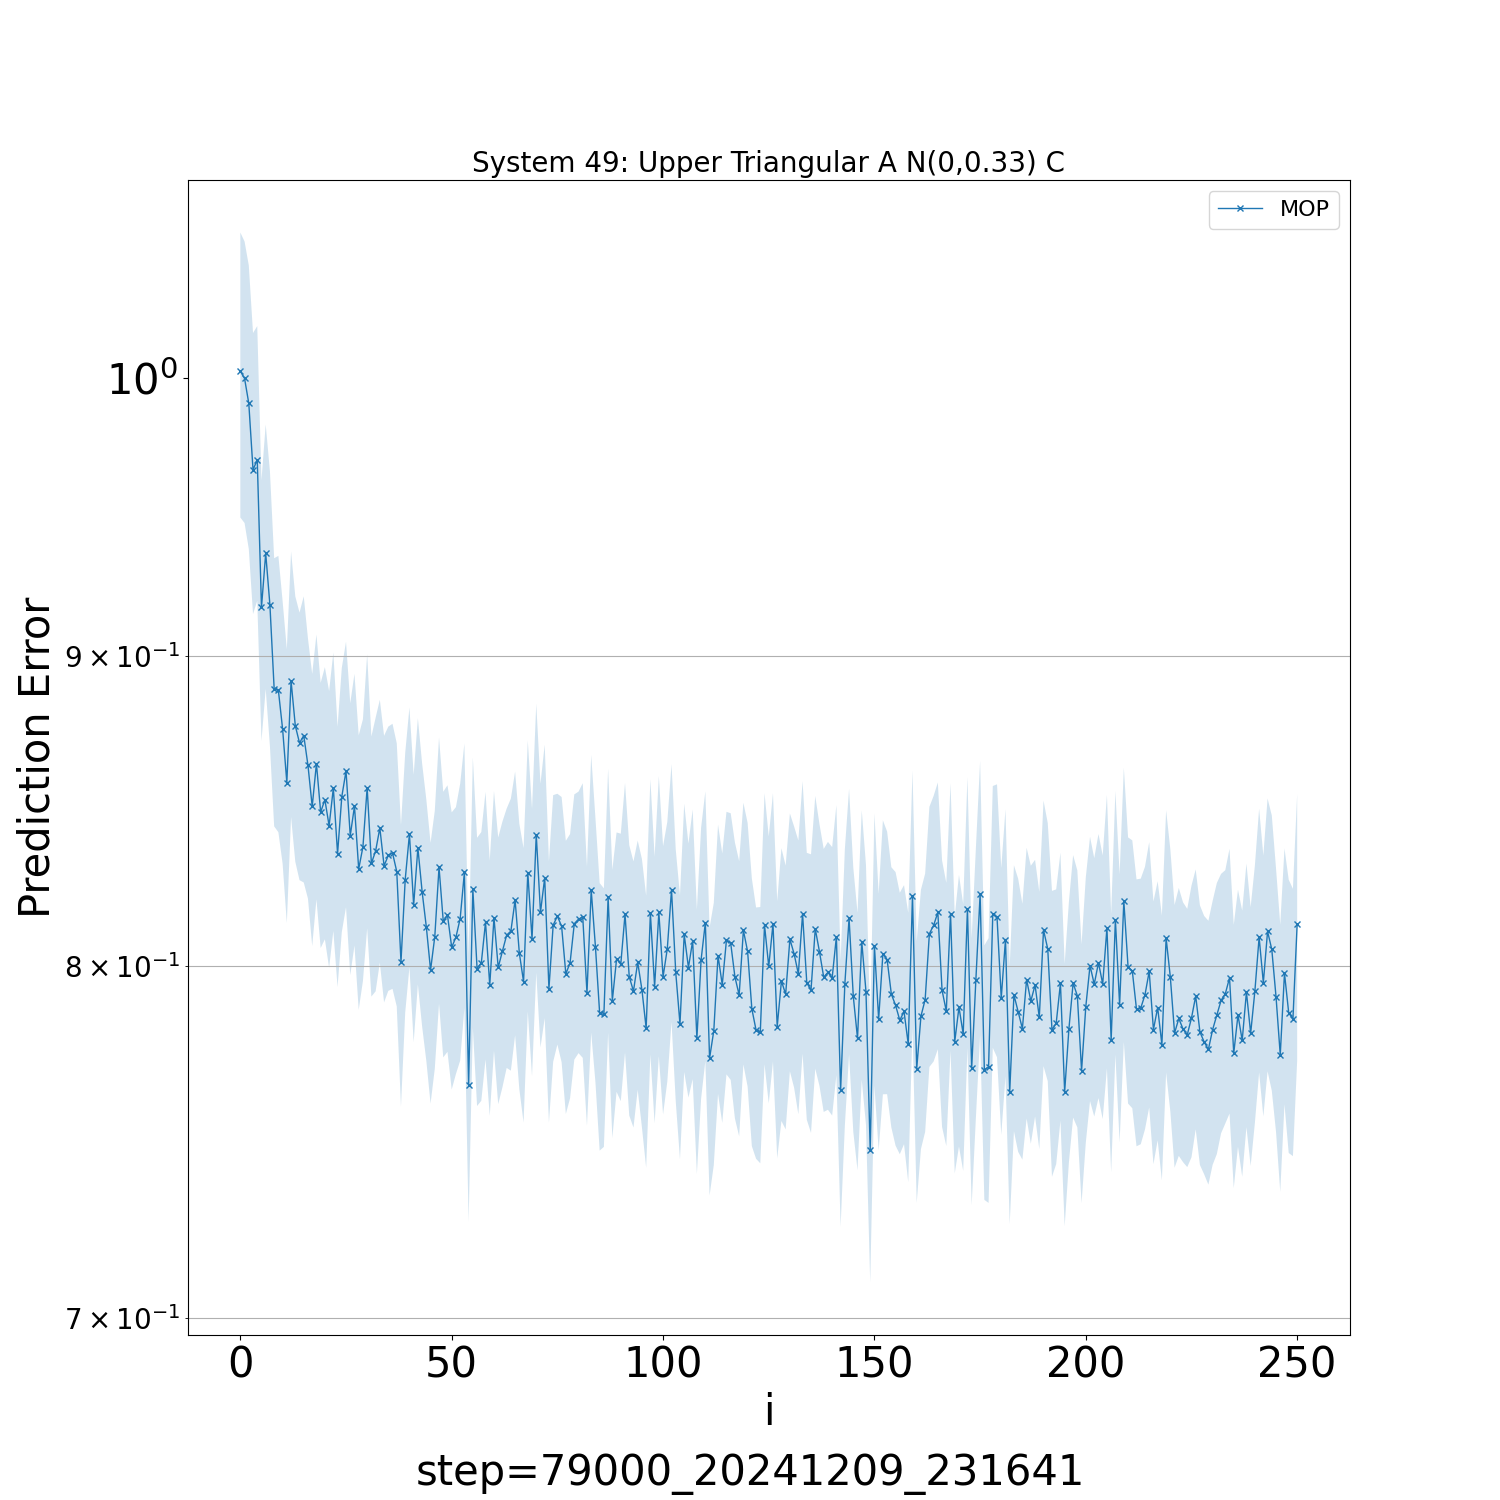 System 49: Upper Triangular A N(0,0.33) C
MOP
Prediction Error
10⁰
9 × 10⁻¹
8 × 10⁻¹
7 × 10⁻¹
0 50 100 150 200 250
i
step=79000_20241209_231641